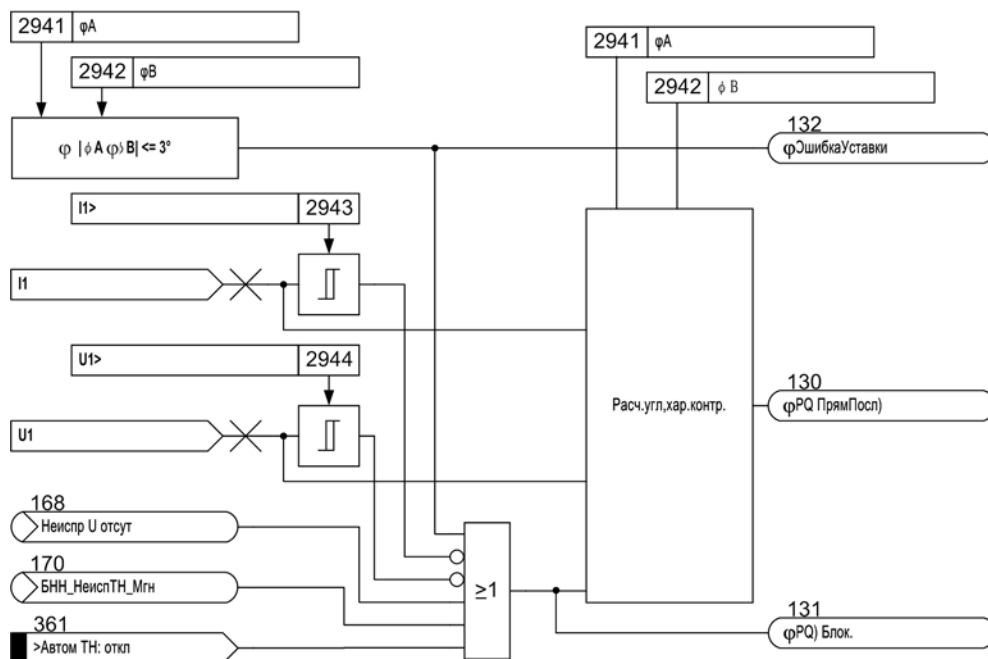 2941 φA
2942 φB
φ |ϕA φ〉B| <= 3°
I1> 2943
I1
U1> 2944
U1
168
Неиспр U отсут
170
БНН_НеиспТН_Мгн
361
>Автом ТН: откл
≥1
2941 φA
2942 ϕ B
Расч.угл,хар.контр.
132
φОшибкаУставки
130
φPQ ПрямПосл)
131
φPQ) Блок.